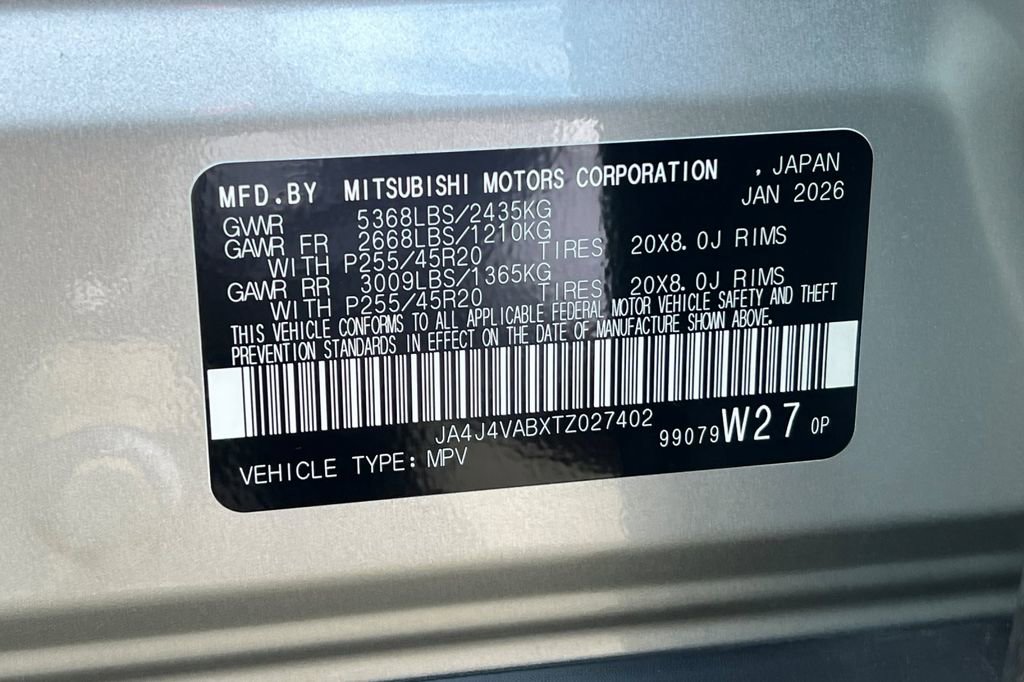 MFD.BY MITSUBISHI MOTORS CORPORATION , JAPAN
JAN 2026
GVWR 5368LBS/2435KG
GAWR FR 2668LBS/1210KG
WITH P255/45R20 TIRES 20X8.0J RIMS
GAWR RR 3009LBS/1365KG
WITH P255/45R20 TIRES 20X8.0J RIMS
THIS VEHICLE CONFORMS TO ALL APPLICABLE FEDERAL MOTOR VEHICLE SAFETY AND THEFT
PREVENTION STANDARDS IN EFFECT ON THE DATE OF MANUFACTURE SHOWN ABOVE.
JA4J4VABXTZ027402
99079W27 0P
VEHICLE TYPE: MPV